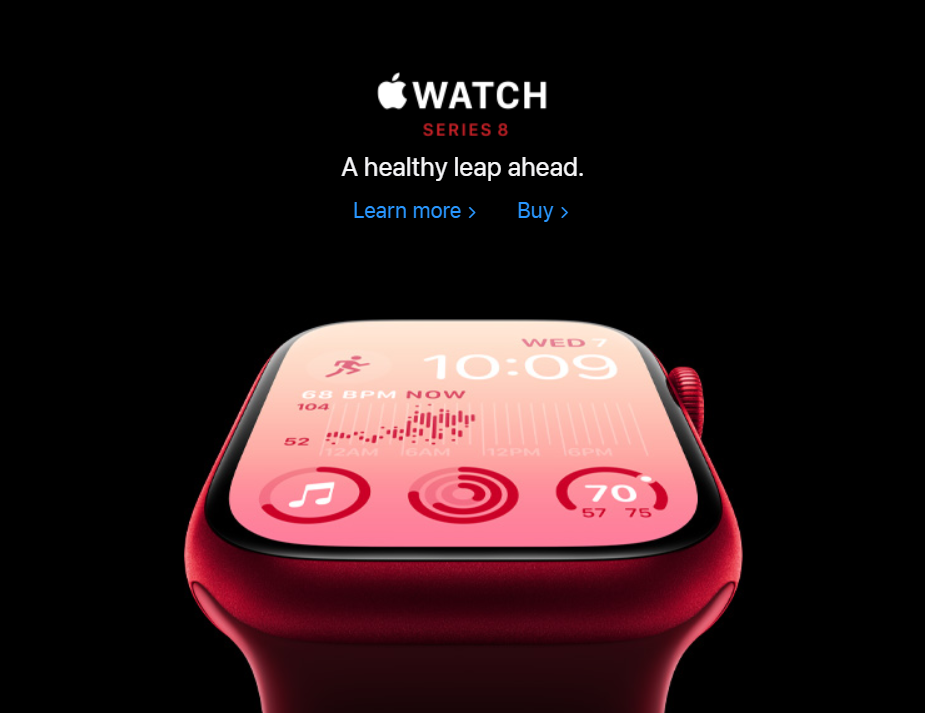 WATCH
SERIES 8
A healthy leap ahead.
Learn more > Buy >
WED 7
10:09
68 BPM NOW
104
52
12AM 6AM 12PM 6PM
70
57 75